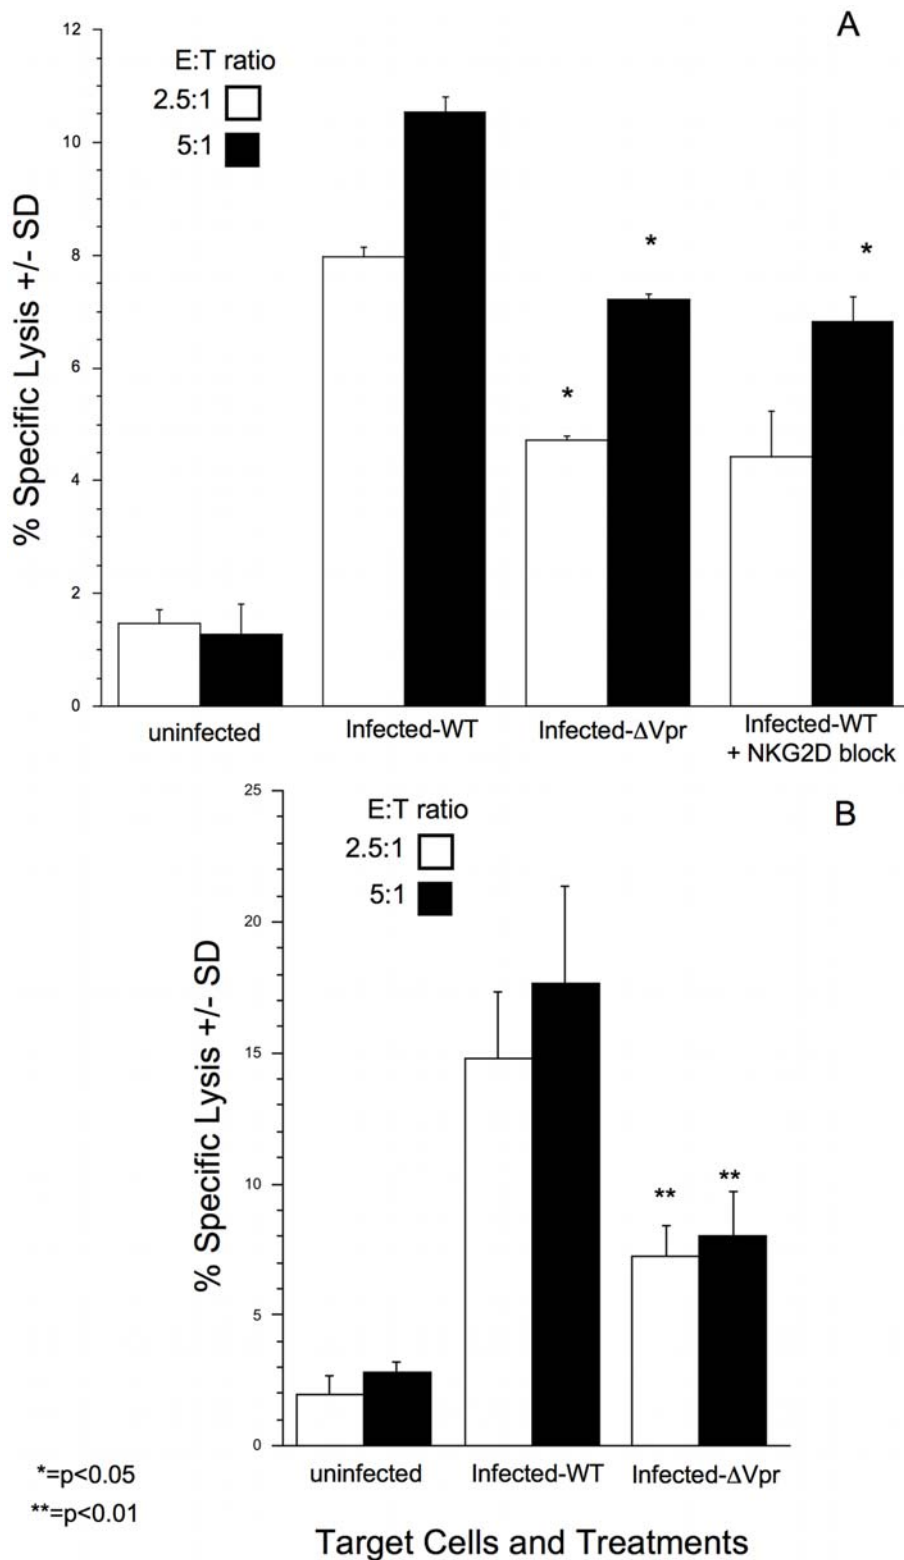 A
12
10
8
6
4
2
0
% Specific Lysis +/- SD
E:T ratio
2.5:1
5:1
*
*
*
uninfected
Infected-WT
Infected-ΔVpr
Infected-WT
+ NKG2D block
B
25
20
15
10
5
0
% Specific Lysis +/- SD
E:T ratio
2.5:1
5:1
**
**
uninfected
Infected-WT
Infected-ΔVpr
*=p<0.05
**=p<0.01
Target Cells and Treatments